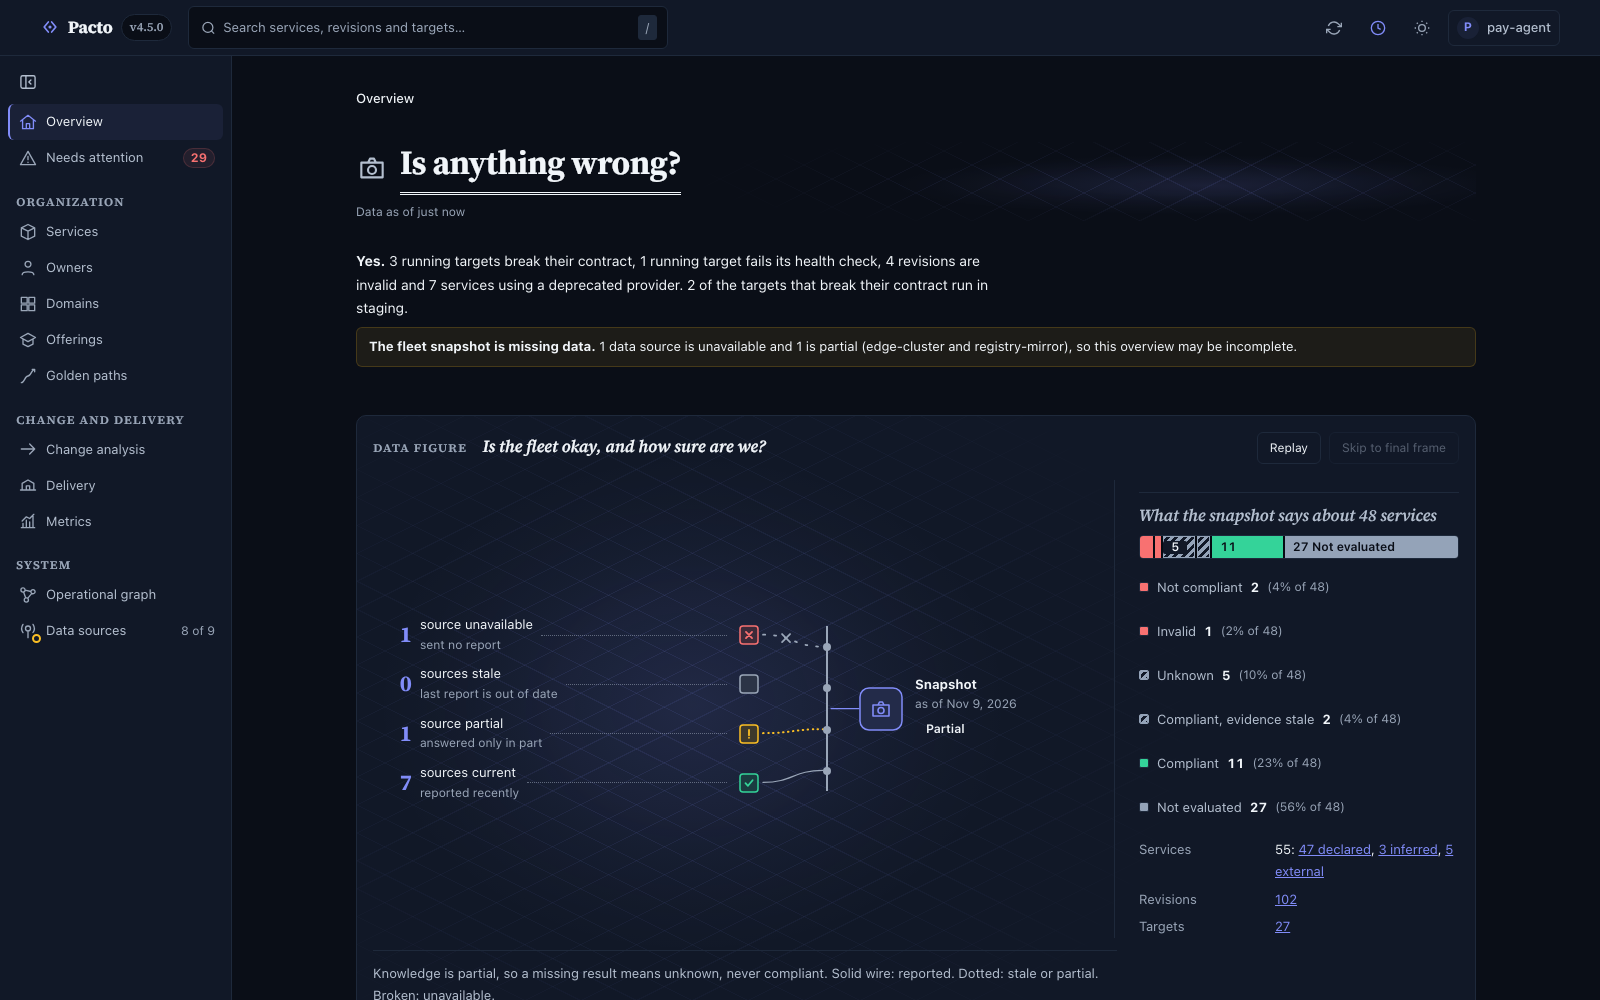 Pacto
v4.5.0
Search services, revisions and targets...
/
P
pay-agent
Overview
Needs attention
29
ORGANIZATION
Services
Owners
Domains
Offerings
Golden paths
CHANGE AND DELIVERY
Change analysis
Delivery
Metrics
SYSTEM
Operational graph
Data sources
8 of 9
Overview
Is anything wrong?
Data as of just now
Yes. 3 running targets break their contract, 1 running target fails its health check, 4 revisions are
invalid and 7 services using a deprecated provider. 2 of the targets that break their contract run in
staging.
The fleet snapshot is missing data. 1 data source is unavailable and 1 is partial (edge-cluster and registry-mirror), so this overview may be incomplete.
DATA FIGURE
Is the fleet okay, and how sure are we?
Replay
Skip to final frame
1 source unavailable
sent no report
0 sources stale
last report is out of date
1 source partial
answered only in part
7 sources current
reported recently
Snapshot
as of Nov 9, 2026
Partial
What the snapshot says about 48 services
5
11
27 Not evaluated
Not compliant 2 (4% of 48)
Invalid 1 (2% of 48)
Unknown 5 (10% of 48)
Compliant, evidence stale 2 (4% of 48)
Compliant 11 (23% of 48)
Not evaluated 27 (56% of 48)
Services 55: 47 declared, 3 inferred, 5
external
Revisions 102
Targets 27
Knowledge is partial, so a missing result means unknown, never compliant. Solid wire: reported. Dotted: stale or partial.
Broken: unavailable.